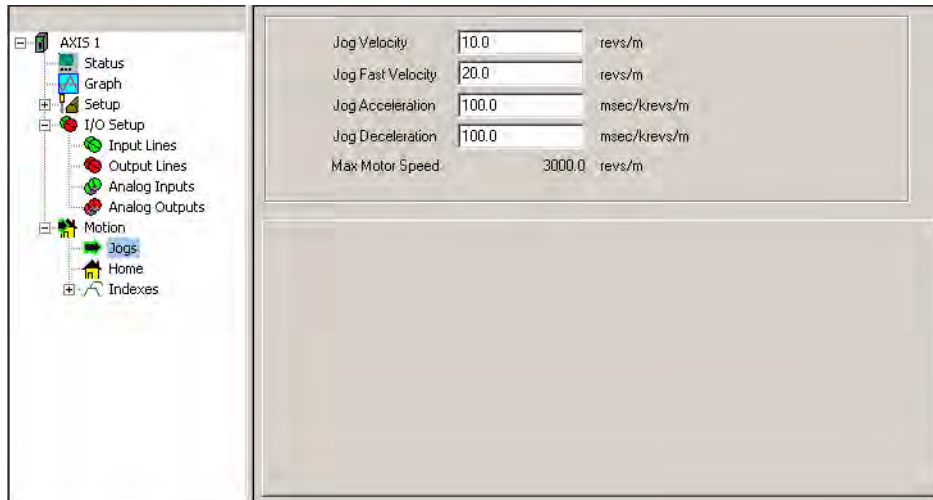 AXIS 1
Status
Graph
Setup
I/O Setup
Input Lines
Output Lines
Analog Inputs
Analog Outputs
Motion
Jogs
Home
Indexes
Jog Velocity 10.0 revs/m
Jog Fast Velocity 20.0 revs/m
Jog Acceleration 100.0 msec/krevs/m
Jog Deceleration 100.0 msec/krevs/m
Max Motor Speed 3000.0 revs/m